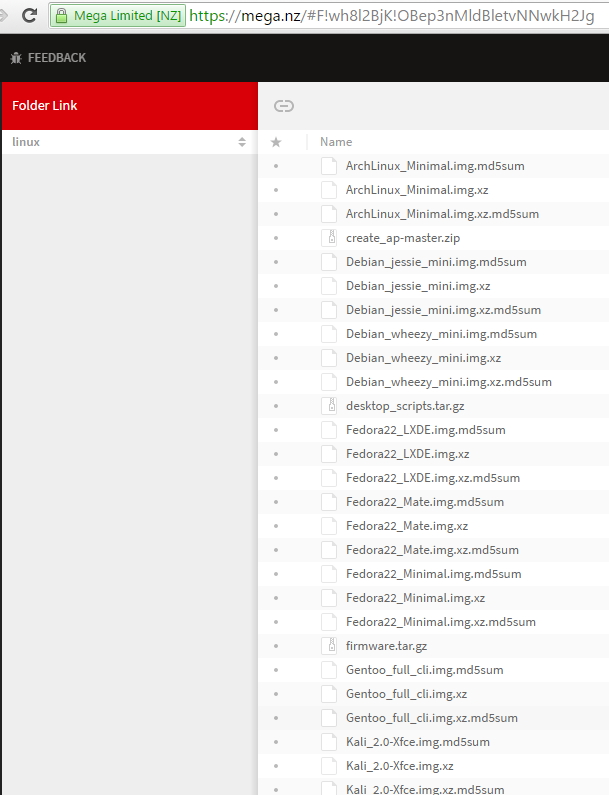 Mega Limited [NZ] https://mega.nz/#F!wh8l2BjK!OBep3nMldBletvNNwkH2Jg
FEEDBACK
Folder Link
linux
Name
ArchLinux_Minimal.img.md5sum
ArchLinux_Minimal.img.xz
ArchLinux_Minimal.img.xz.md5sum
create_ap-master.zip
Debian_jessie_mini.img.md5sum
Debian_jessie_mini.img.xz
Debian_jessie_mini.img.xz.md5sum
Debian_wheezy_mini.img.md5sum
Debian_wheezy_mini.img.xz
Debian_wheezy_mini.img.xz.md5sum
desktop_scripts.tar.gz
Fedora22_LXDE.img.md5sum
Fedora22_LXDE.img.xz
Fedora22_LXDE.img.xz.md5sum
Fedora22_Mate.img.md5sum
Fedora22_Mate.img.xz
Fedora22_Mate.img.xz.md5sum
Fedora22_Minimal.img.md5sum
Fedora22_Minimal.img.xz
Fedora22_Minimal.img.xz.md5sum
firmware.tar.gz
Gentoo_full_cli.img.md5sum
Gentoo_full_cli.img.xz
Gentoo_full_cli.img.xz.md5sum
Kali_2.0-Xfce.img.md5sum
Kali_2.0-Xfce.img.xz
Kali_2.0-Xfce.img.xz.md5sum